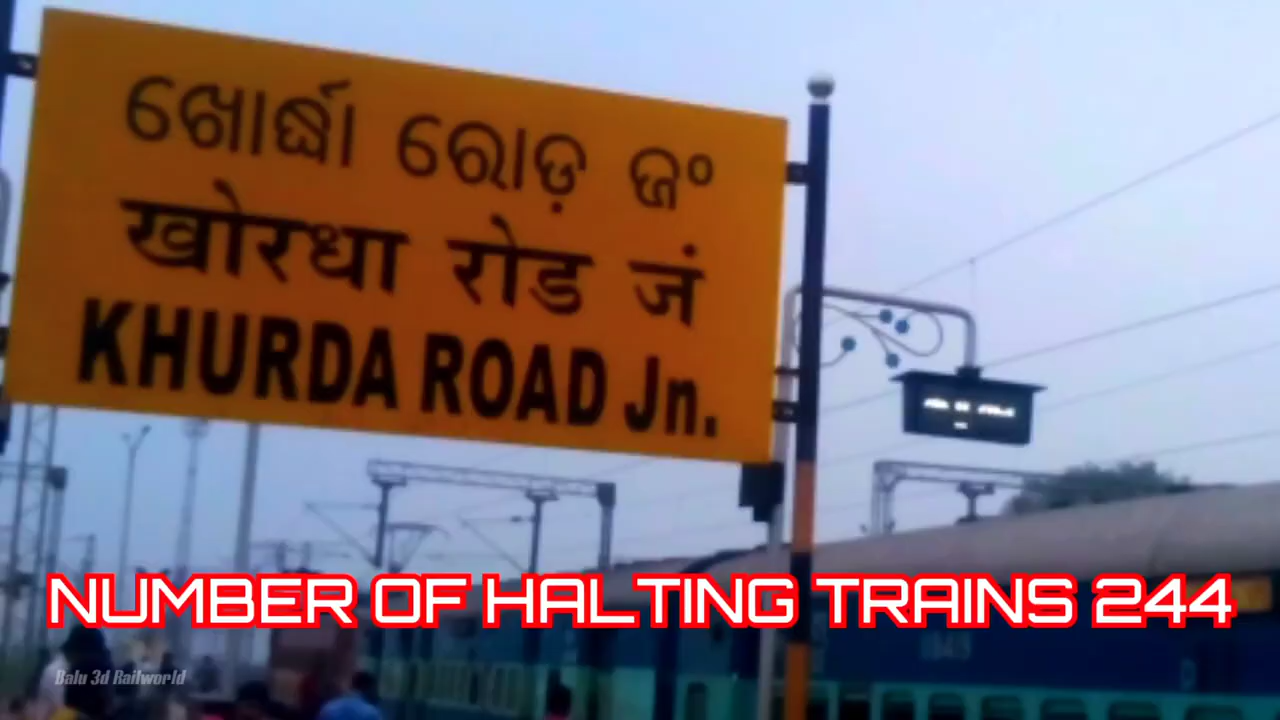 ଖୋର୍ଦ୍ଧା ରୋଡ଼ ଜଂ
खोरधा रोड जं
KHURDA ROAD Jn.
NUMBER OF HALTING TRAINS 244
Balu 3d Railworld